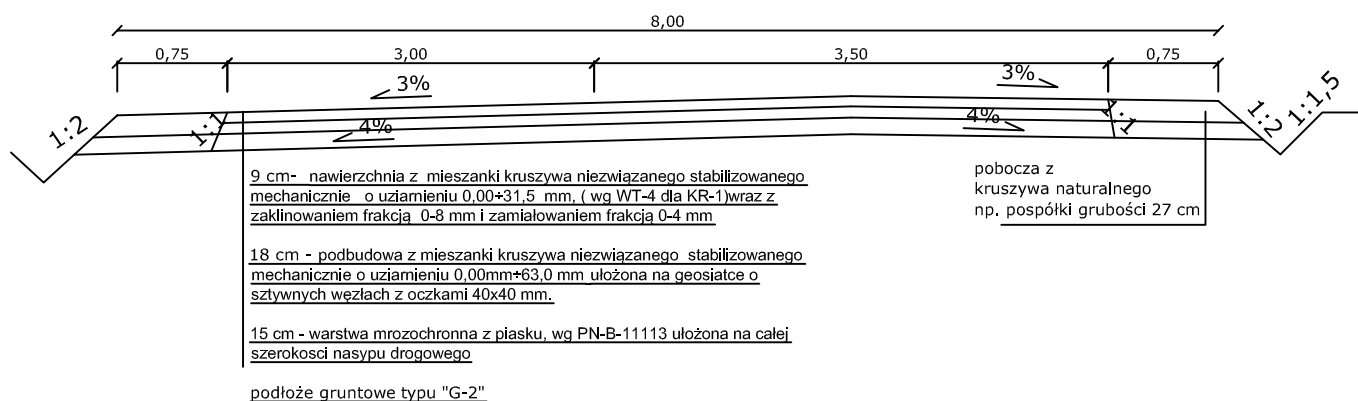 8,00
0,75
3,00
3,50
0,75
3%
3%
4%
4%
1:2
1:1
1:1
1:2
1:1,5
9 cm- nawierzchnia z mieszanki kruszywa niezwiązanego stabilizowanego
mechanicznie o uziarnieniu 0,00÷31,5 mm, ( wg WT-4 dla KR-1)wraz z
zaklinowaniem frakcją 0-8 mm i zamiałowaniem frakcją 0-4 mm
18 cm - podbudowa z mieszanki kruszywa niezwiązanego stabilizowanego
mechanicznie o uziarnieniu 0,00mm÷63,0 mm ułożona na geosiatce o
sztywnych węzłach z oczkami 40x40 mm.
15 cm - warstwa mrozochronna z piasku, wg PN-B-11113 ułożona na całej
szerokosci nasypu drogowego
podłoże gruntowe typu "G-2"
pobocza z
kruszywa naturalnego
np. pospółki grubości 27 cm